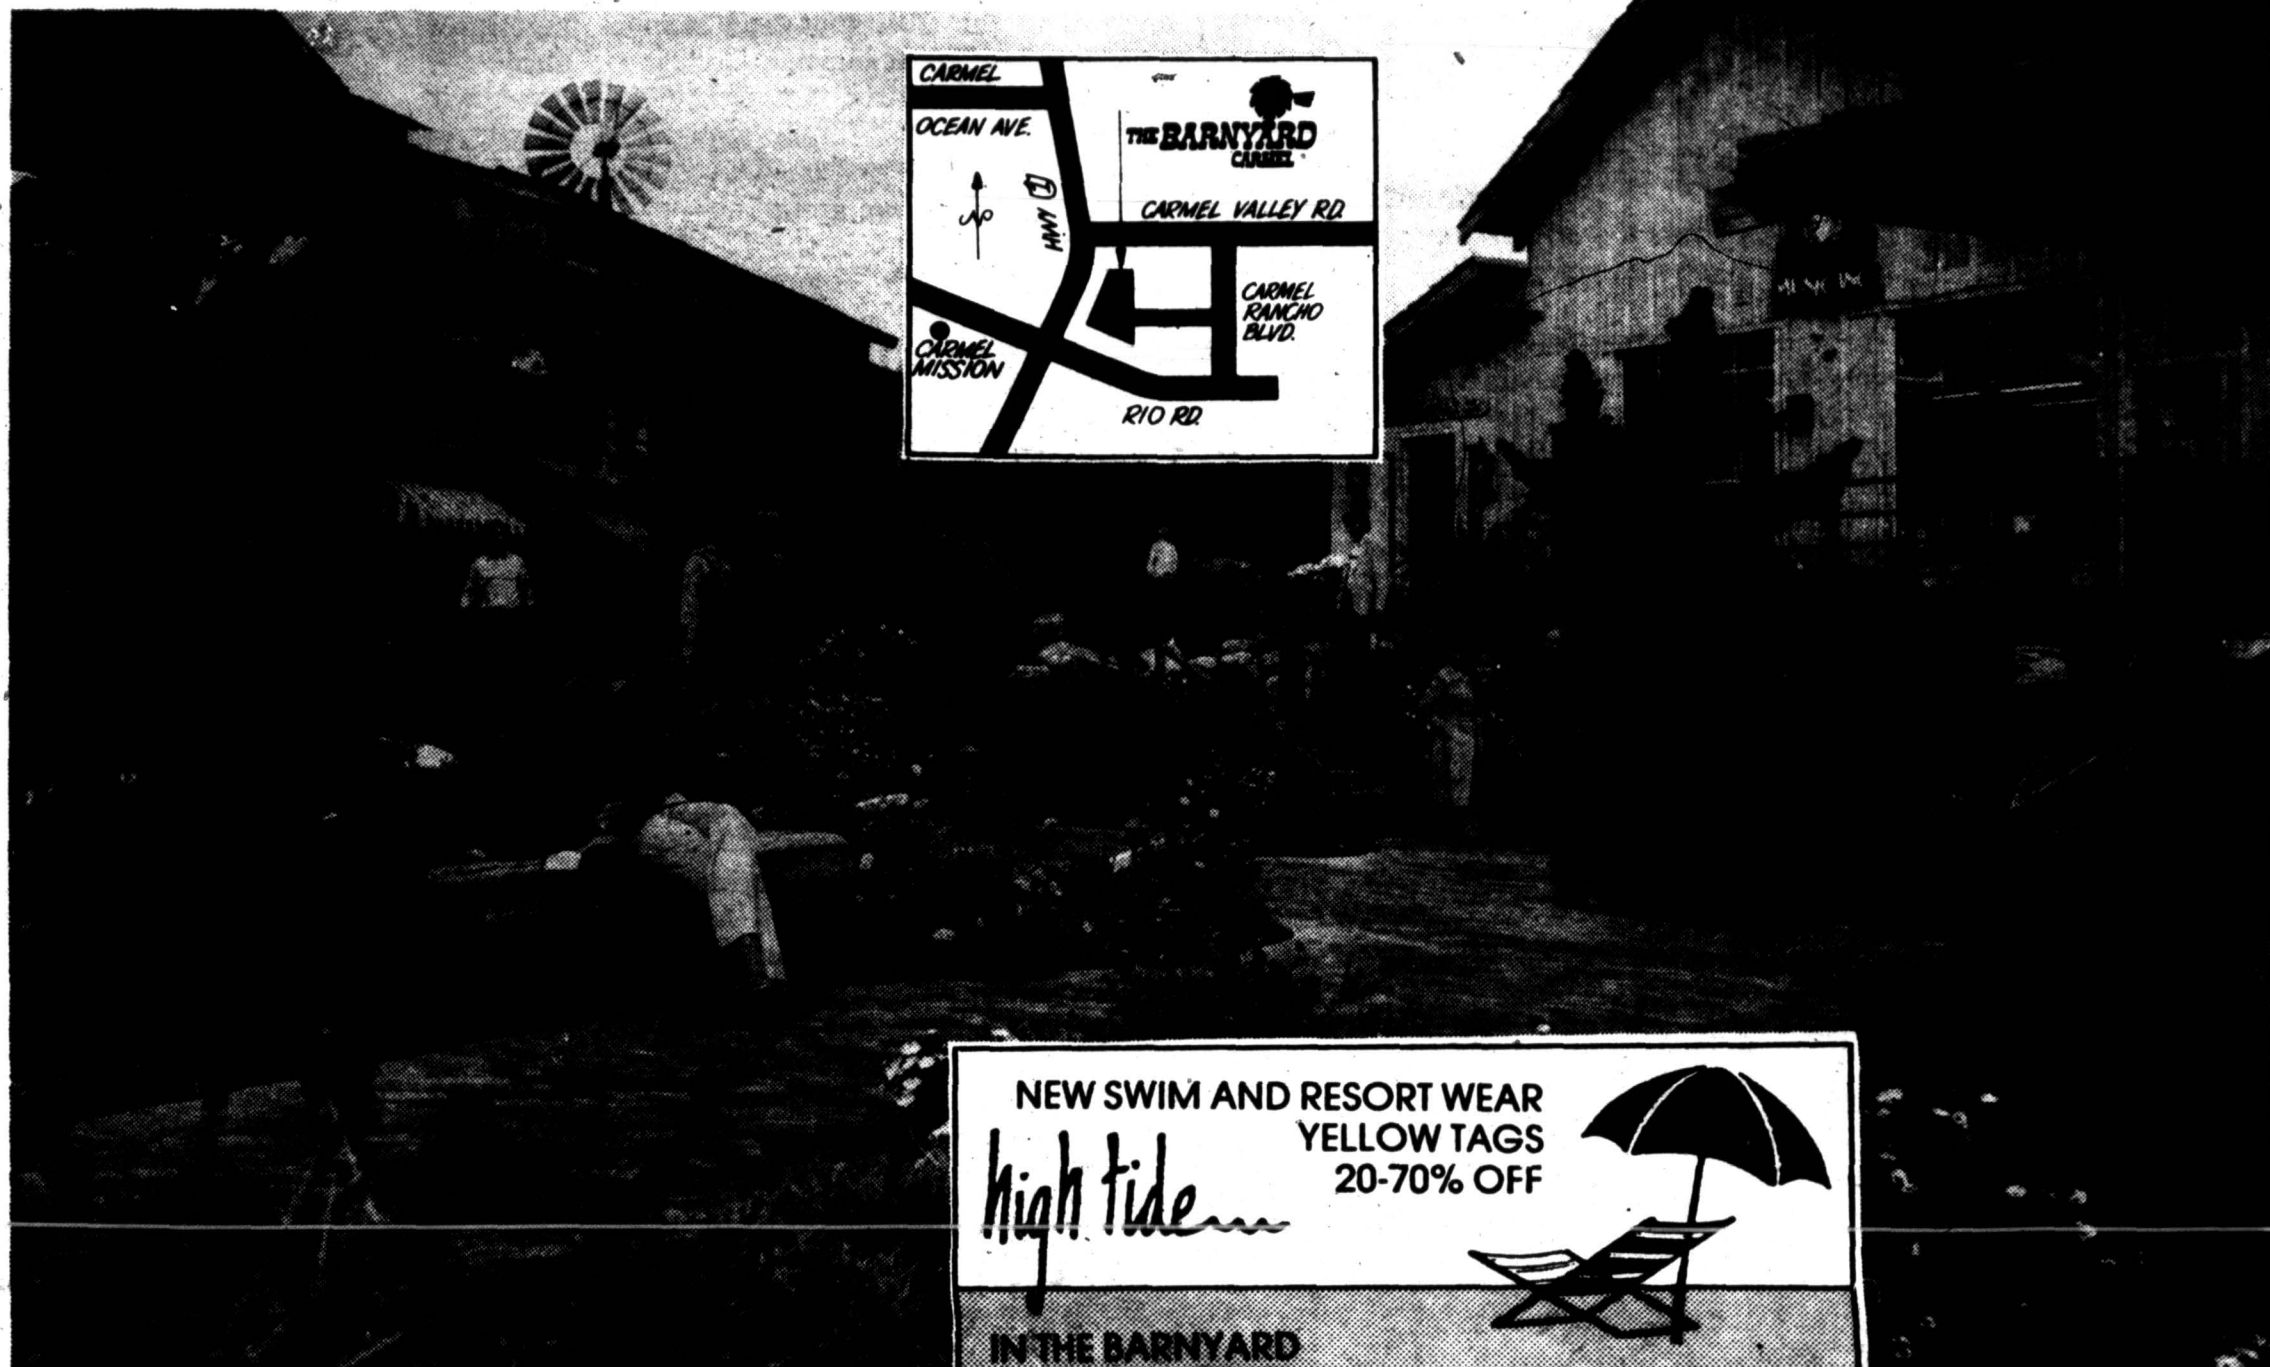 CARMEL
OCEAN AVE.
HWY 1
N
THE BARNYARD
CARMEL
CARMEL VALLEY RD.
CARMEL
RANCHO
BLVD.
CARMEL
MISSION
RIO RD.
NEW SWIM AND RESORT WEAR
YELLOW TAGS
20-70% OFF
high tide
IN THE BARNYARD